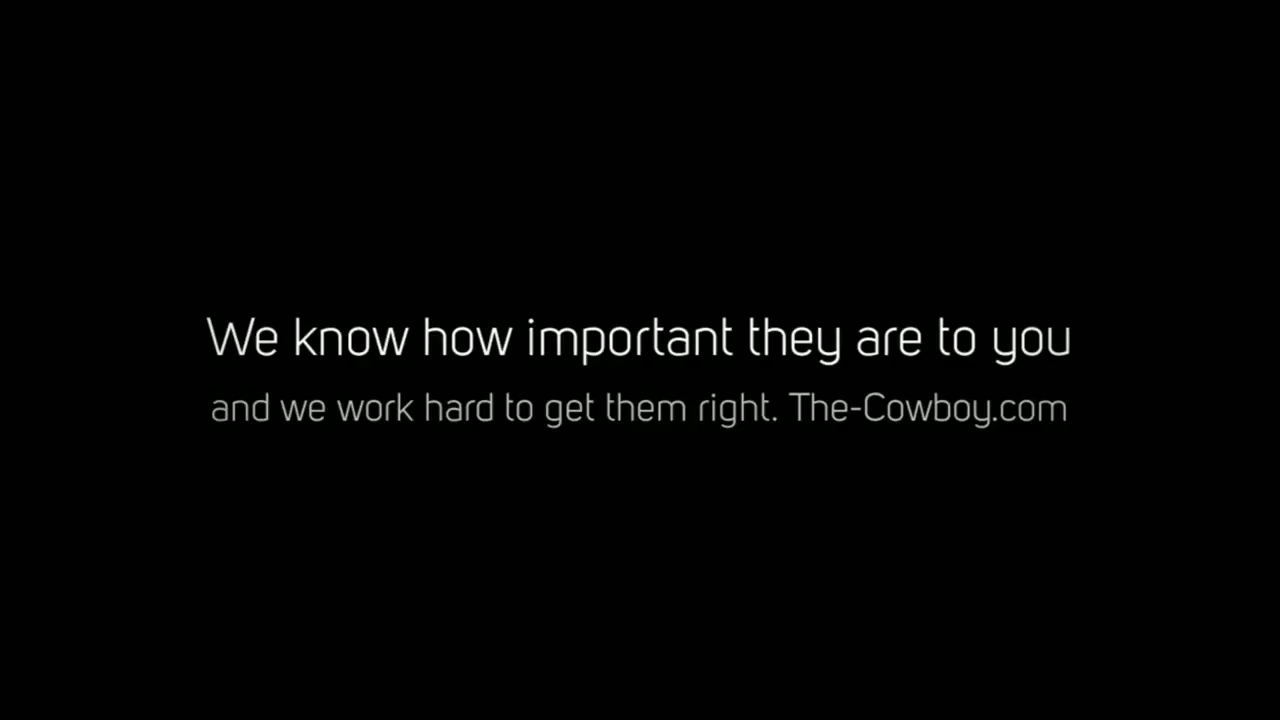 We know how important they are to you
and we work hard to get them right. The-Cowboy.com